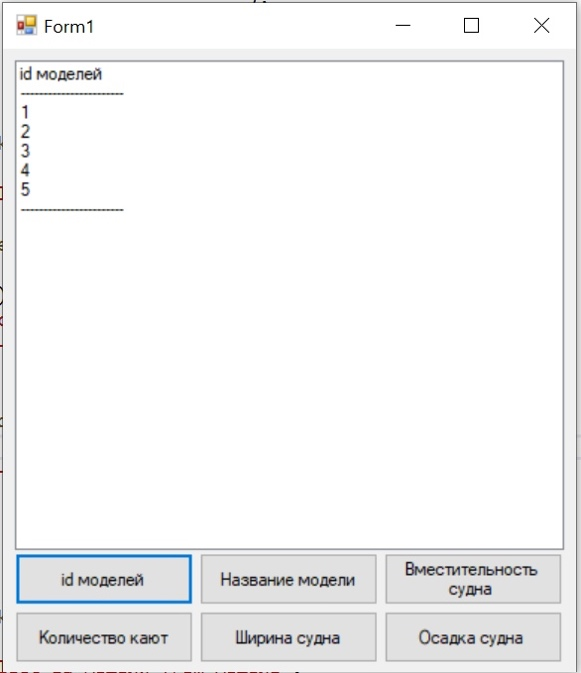 Form1
id моделей
-----------------------
1
2
3
4
5
-----------------------
id моделей
Название модели
Вместительность
судна
Количество кают
Ширина судна
Осадка судна